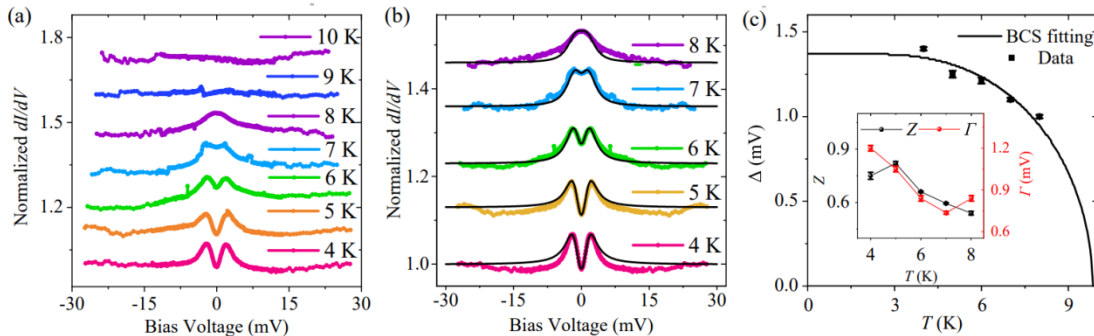 (a)
10 K
9 K
8 K
7 K
6 K
5 K
4 K
1.8
1.5
1.2
-30
-15
0
15
30
Normalized dI/dV
Bias Voltage (mV)
(b)
8 K
7 K
6 K
5 K
4 K
1.4
1.2
1.0
-30
-15
0
15
30
Normalized dI/dV
Bias Voltage (mV)
(c)
BCS fitting
Data
1.5
1.0
0.5
0.0
0
3
6
9
Δ (mV)
T (K)
Z
Γ
0.9
0.6
Z
1.2
0.9
0.6
Γ (mV)
4
5
6
7
8
T (K)